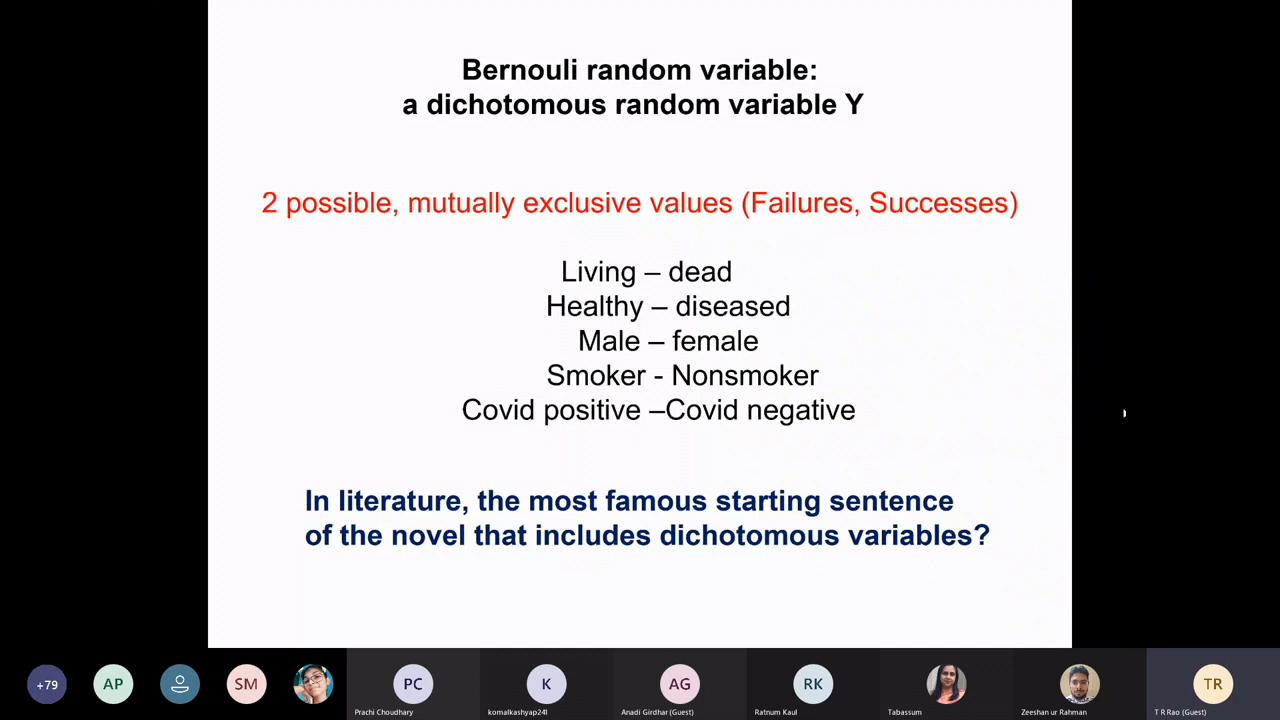 Bernouli random variable:
a dichotomous random variable Y
2 possible, mutually exclusive values (Failures, Successes)
Living – dead
Healthy – diseased
Male – female
Smoker - Nonsmoker
Covid positive –Covid negative
In literature, the most famous starting sentence
of the novel that includes dichotomous variables?
+79
AP
SM
PC
K
AG
RK
TR
Prachi Choudhary
komalkashyap241
Anadi Girdhar (Guest)
Ratnum Kaul
Tabassum
Zeeshan ur Rahman
T R Rao (Guest)